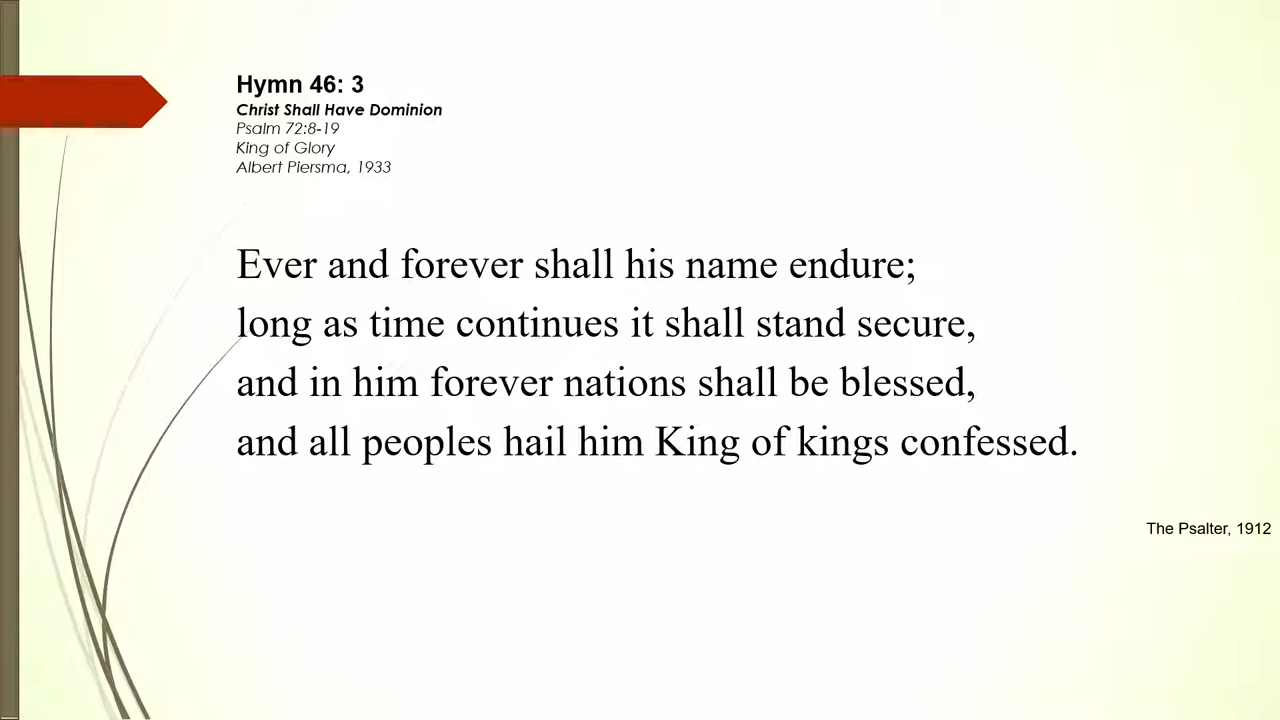 Hymn 46: 3
Christ Shall Have Dominion
Psalm 72:8-19
King of Glory
Albert Piersma, 1933
Ever and forever shall his name endure;
long as time continues it shall stand secure,
and in him forever nations shall be blessed,
and all peoples hail him King of kings confessed.
The Psalter, 1912